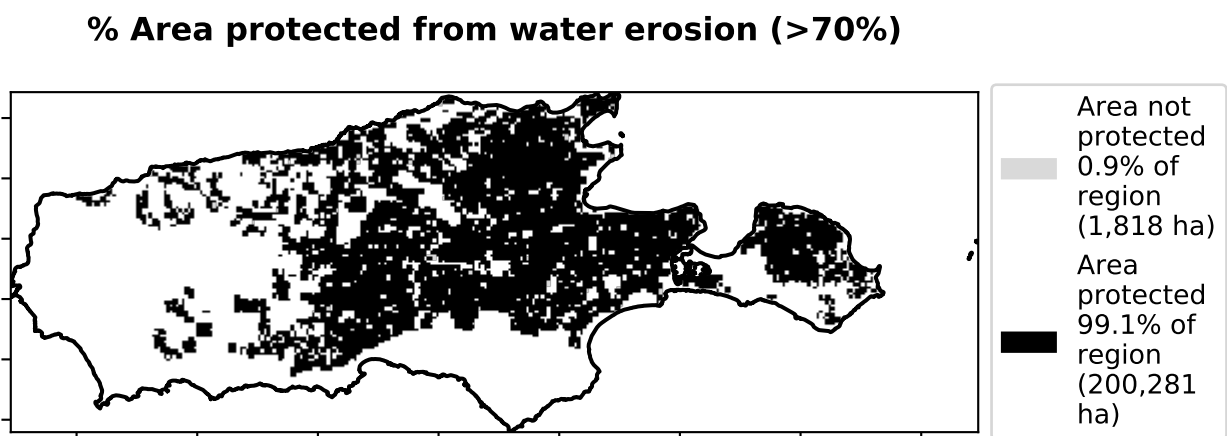 % Area protected from water erosion (>70%)
Area not
protected
0.9% of
region
(1,818 ha)
Area
protected
99.1% of
region
(200,281
ha)